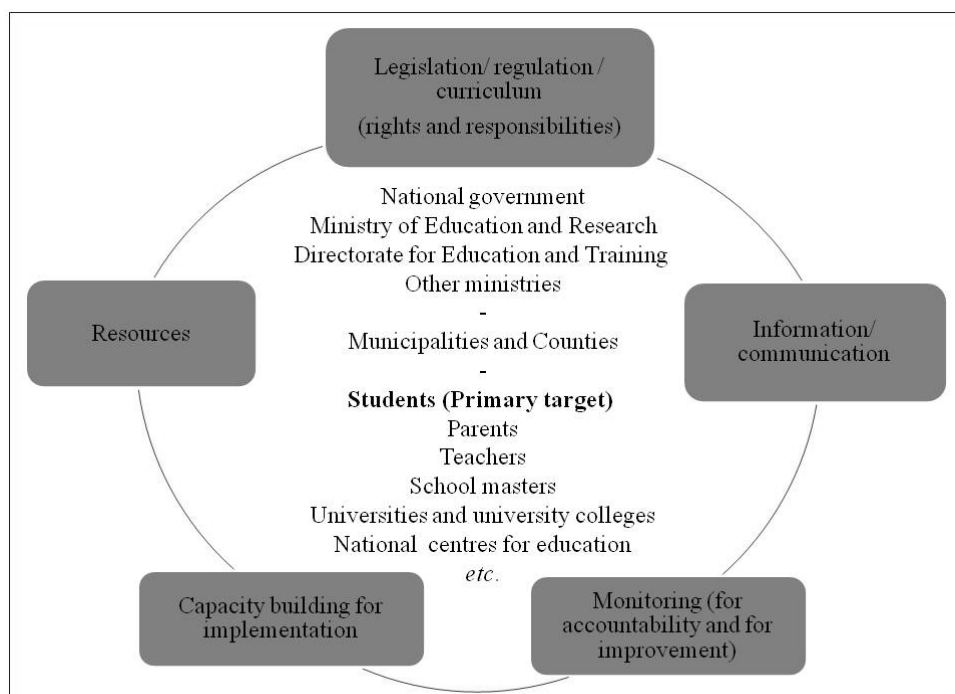 Legislation/ regulation /
curriculum
(rights and responsibilities)
National government
Ministry of Education and Research
Directorate for Education and Training
Other ministries
-
Municipalities and Counties
-
Students (Primary target)
Parents
Teachers
School masters
Universities and university colleges
National centres for education
etc.
Resources
Information/
communication
Capacity building for
implementation
Monitoring (for
accountability and for
improvement)